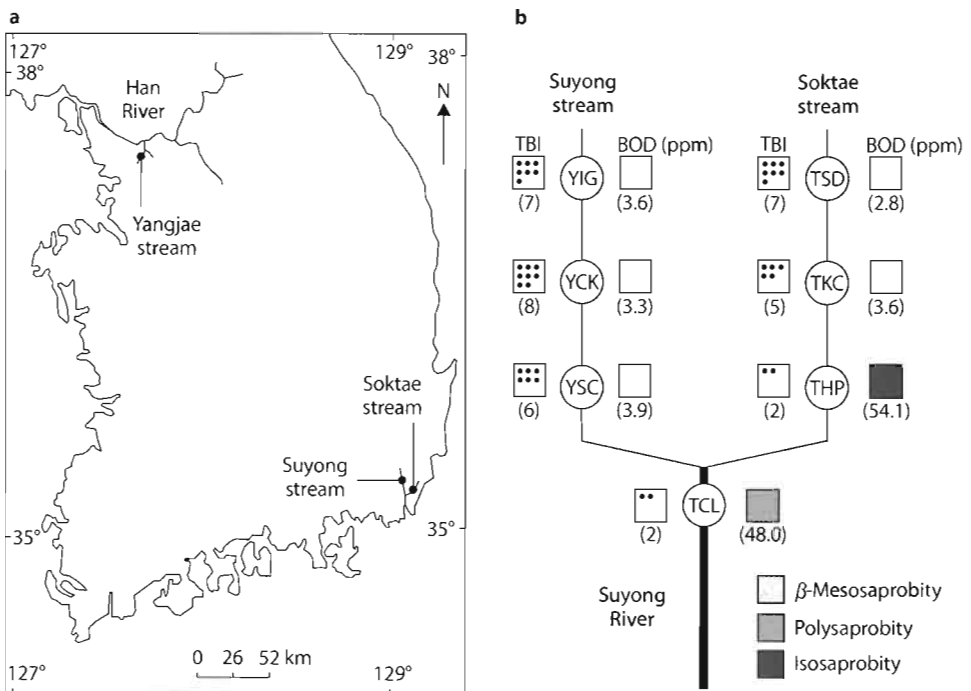 a
127°
38°
129°
38°
Han
River
N
Yangjae
stream
Soktae
stream
Suyong
stream
35°
35°
0 26 52 km
127°
129°
b
Suyong
stream
Soktae
stream
TBI
BOD (ppm)
TBI
BOD (ppm)
YIG
TSD
(7)
(3.6)
(7)
(2.8)
YCK
TKC
(8)
(3.3)
(5)
(3.6)
YSC
THP
(6)
(3.9)
(2)
(54.1)
TCL
(2)
(48.0)
Suyong
River
β-Mesosaprobity
Polysaprobity
Isosaprobity